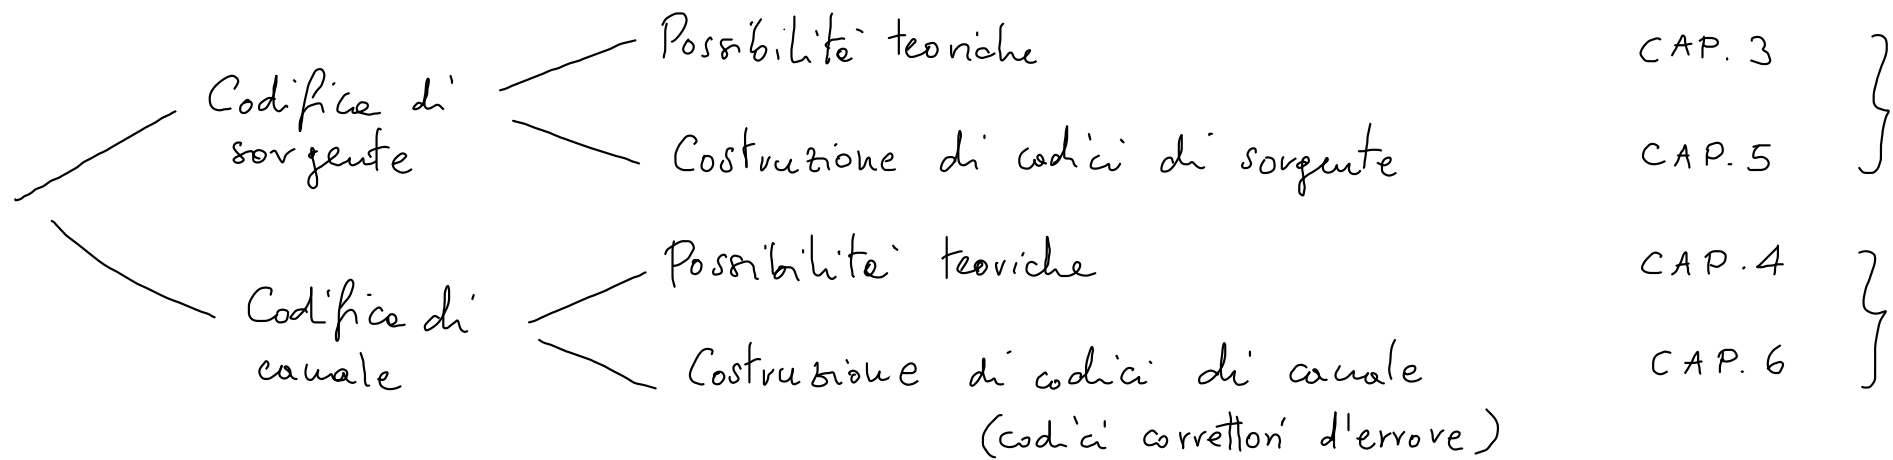 Possibilità teoriche CAP. 3
Codifica di
sorgente
Costruzione di codici di sorgente CAP. 5
Possibilità teoriche CAP. 4
Codifica di
canale
Costruzione di codici di canale CAP. 6
(codici correttori d'errore)